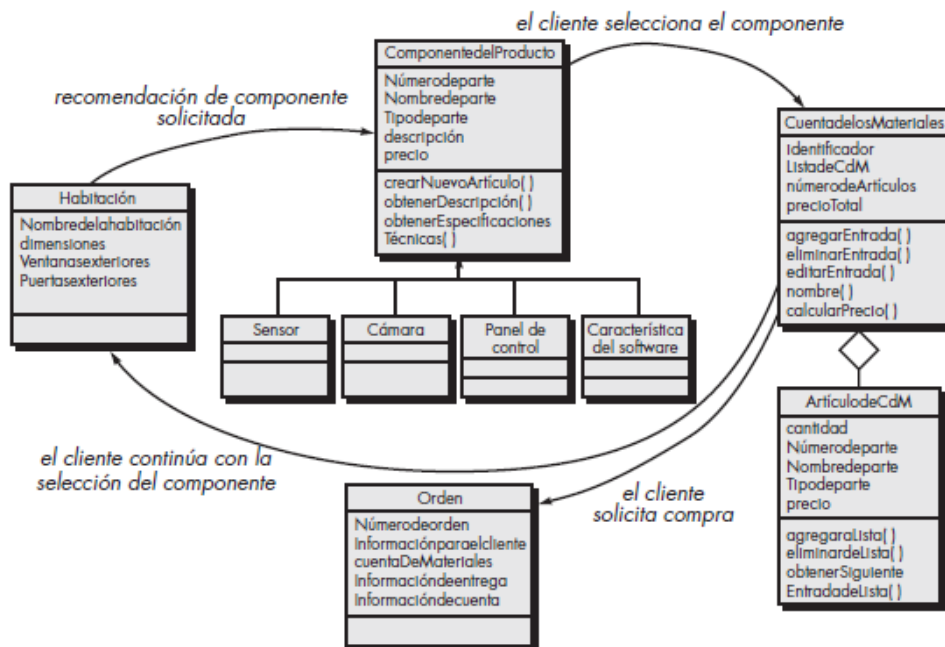 el cliente selecciona el componente
recomendación de componente
solicitada
ComponentedelProducto
Númerodeparte
Nombredeparte
Tipodeparte
descripción
precio
crearNuevoArtículo( )
obtenerDescripción( )
obtenerEspecificaciones
Técnicas( )
CuentadelosMateriales
identificador
ListadeCdM
númerodeArtículos
precioTotal
agregarEntrada( )
eliminarEntrada( )
editarEntrada( )
nombre( )
calcularPrecio( )
Habitación
Nombredelahabitación
dimensiones
Ventanasexteriores
Puertasexteriores
Sensor
Cámara
Panel de
control
Característica
del software
ArtículodeCdM
cantidad
Númerodeparte
Nombredeparte
Tipodeparte
precio
agregaraLista( )
eliminardeLista( )
obtenerSiguiente
EntradadeLista( )
el cliente continúa con la
selección del componente
el cliente
solicita compra
Orden
Númerodeorden
Informaciónparaelcliente
cuentaDeMateriales
Informacióndeentrega
Informacióndecuenta